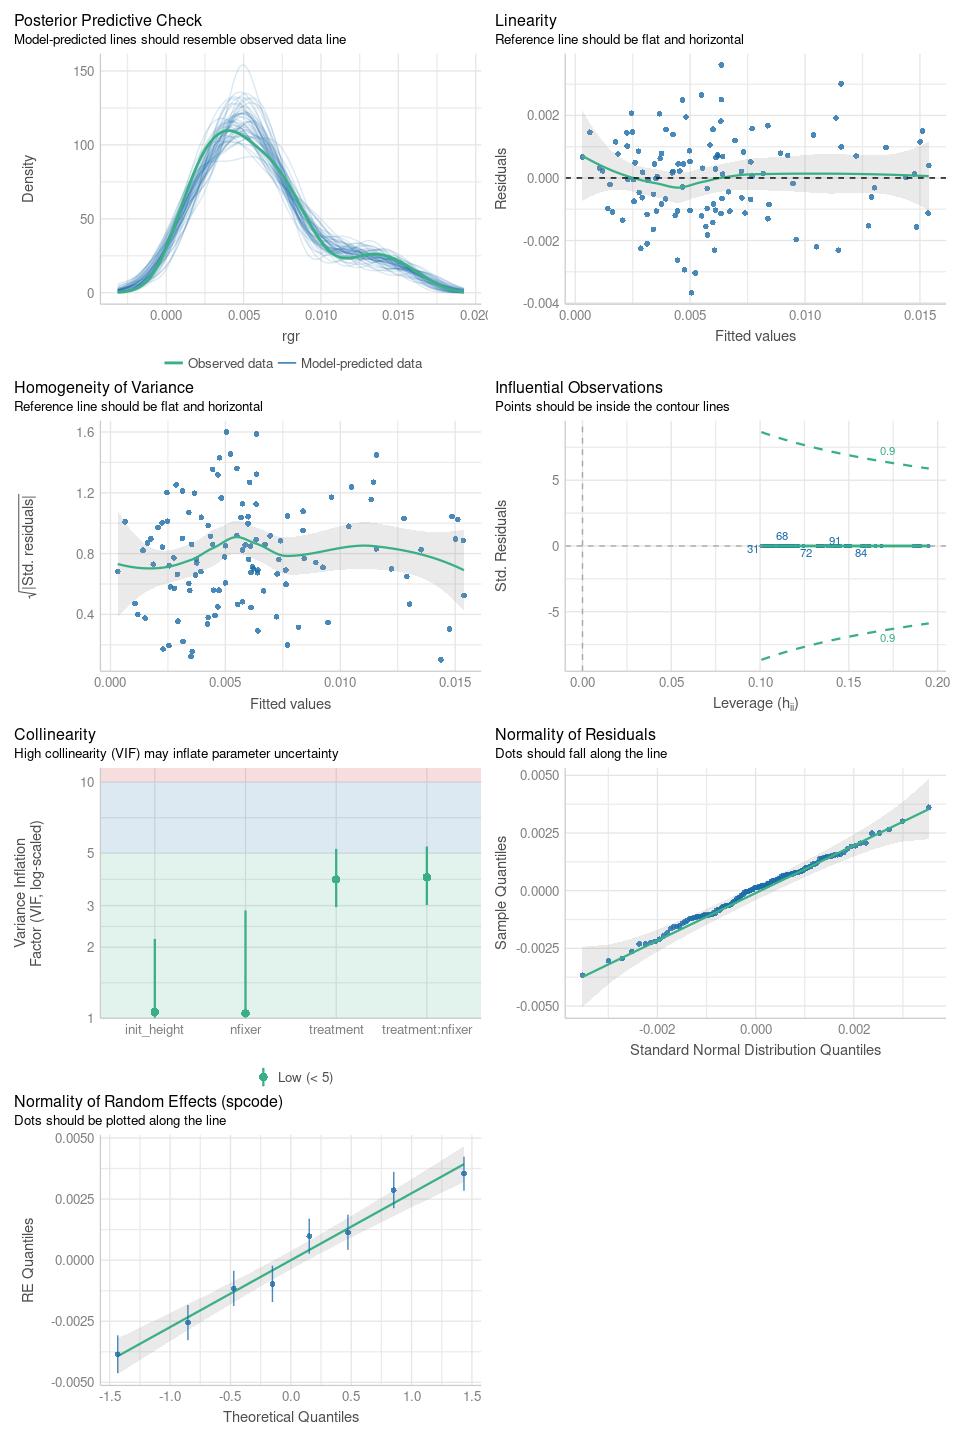 Posterior Predictive Check
Model-predicted lines should resemble observed data line
150
100
50
0
Density
0.000
0.005
0.010
0.015
0.020
rgr
Observed data
Model-predicted data
Linearity
Reference line should be flat and horizontal
0.002
0.000
-0.002
-0.004
Residuals
0.000
0.005
0.010
0.015
Fitted values
Homogeneity of Variance
Reference line should be flat and horizontal
1.6
1.2
0.8
0.4
√|Std. residuals|
0.000
0.005
0.010
0.015
Fitted values
Influential Observations
Points should be inside the contour lines
5
0
-5
Std. Residuals
0.9
68
91
31
72
84
0.9
0.00
0.05
0.10
0.15
0.20
Leverage (hii)
Collinearity
High collinearity (VIF) may inflate parameter uncertainty
10
5
3
2
1
Variance Inflation
Factor (VIF, log-scaled)
init_height
nfixer
treatment
treatment:nfixer
Low (< 5)
Normality of Residuals
Dots should fall along the line
0.0050
0.0025
0.0000
-0.0025
-0.0050
Sample Quantiles
-0.002
0.000
0.002
Standard Normal Distribution Quantiles
Normality of Random Effects (spcode)
Dots should be plotted along the line
0.0050
0.0025
0.0000
-0.0025
-0.0050
RE Quantiles
-1.5
-1.0
-0.5
0.0
0.5
1.0
1.5
Theoretical Quantiles